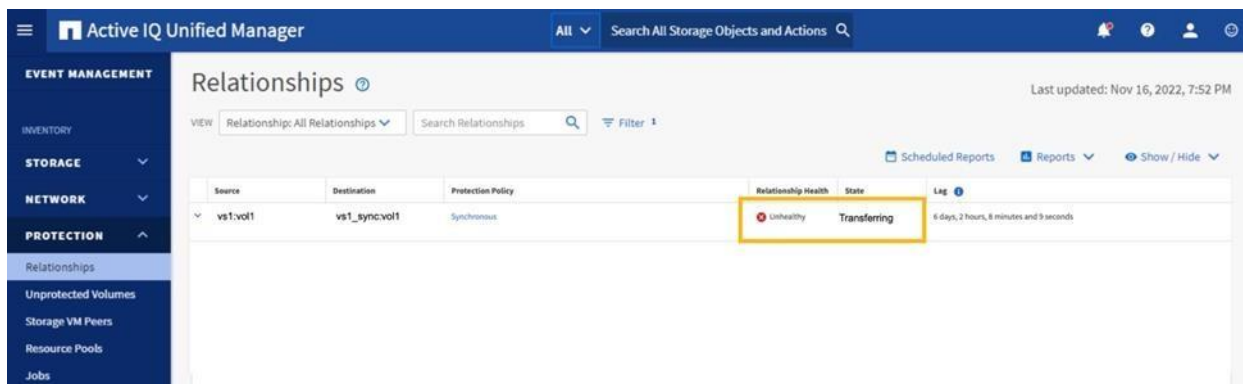 Active IQ Unified Manager
All
Search All Storage Objects and Actions
EVENT MANAGEMENT
INVENTORY
STORAGE
NETWORK
PROTECTION
Relationships
Unprotected Volumes
Storage VM Peers
Resource Pools
Jobs
Relationships
Last updated: Nov 16, 2022, 7:52 PM
VIEW Relationship: All Relationships Search Relationships Filter 1
Scheduled Reports Reports Show / Hide
Source Destination Protection Policy Relationship Health State Lag
vs1:vol1 vs1_sync:vol1 Synchronous Unhealthy Transferring 6 days, 2 hours, 8 minutes and 9 seconds